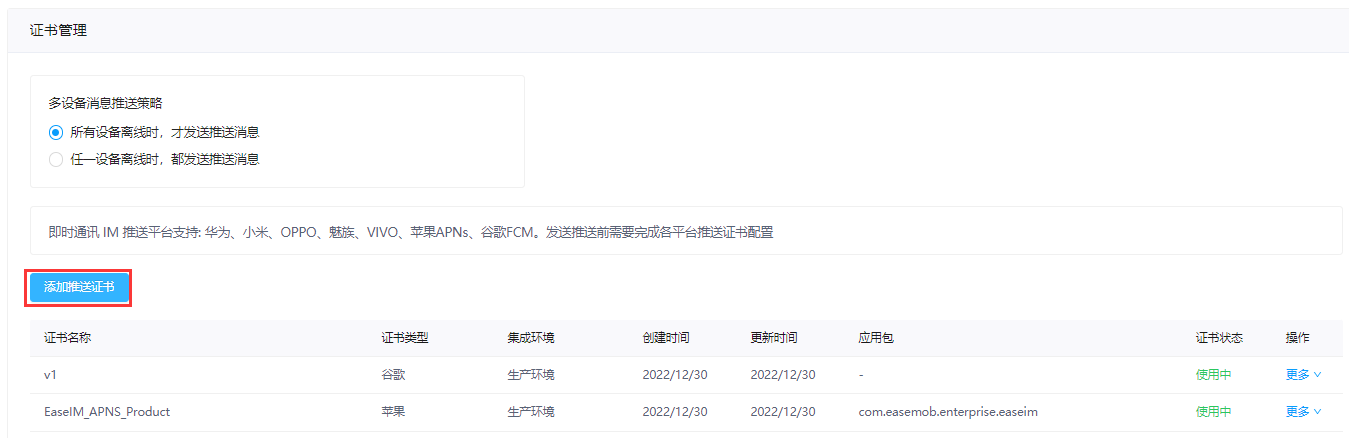 证书管理
多设备消息推送策略
所有设备离线时，才发送推送消息
任一设备离线时，都发送推送消息
即时通讯 IM 推送平台支持: 华为、小米、OPPO、魅族、VIVO、苹果APNs、谷歌FCM。发送推送前需要完成各平台推送证书配置
添加推送证书
证书名称 证书类型 集成环境 创建时间 更新时间 应用包 证书状态 操作
v1 谷歌 生产环境 2022/12/30 2022/12/30 - 使用中 更多
EaseIM_APNS_Product 苹果 生产环境 2022/12/30 2022/12/30 com.easemob.enterprise.easeim 使用中 更多